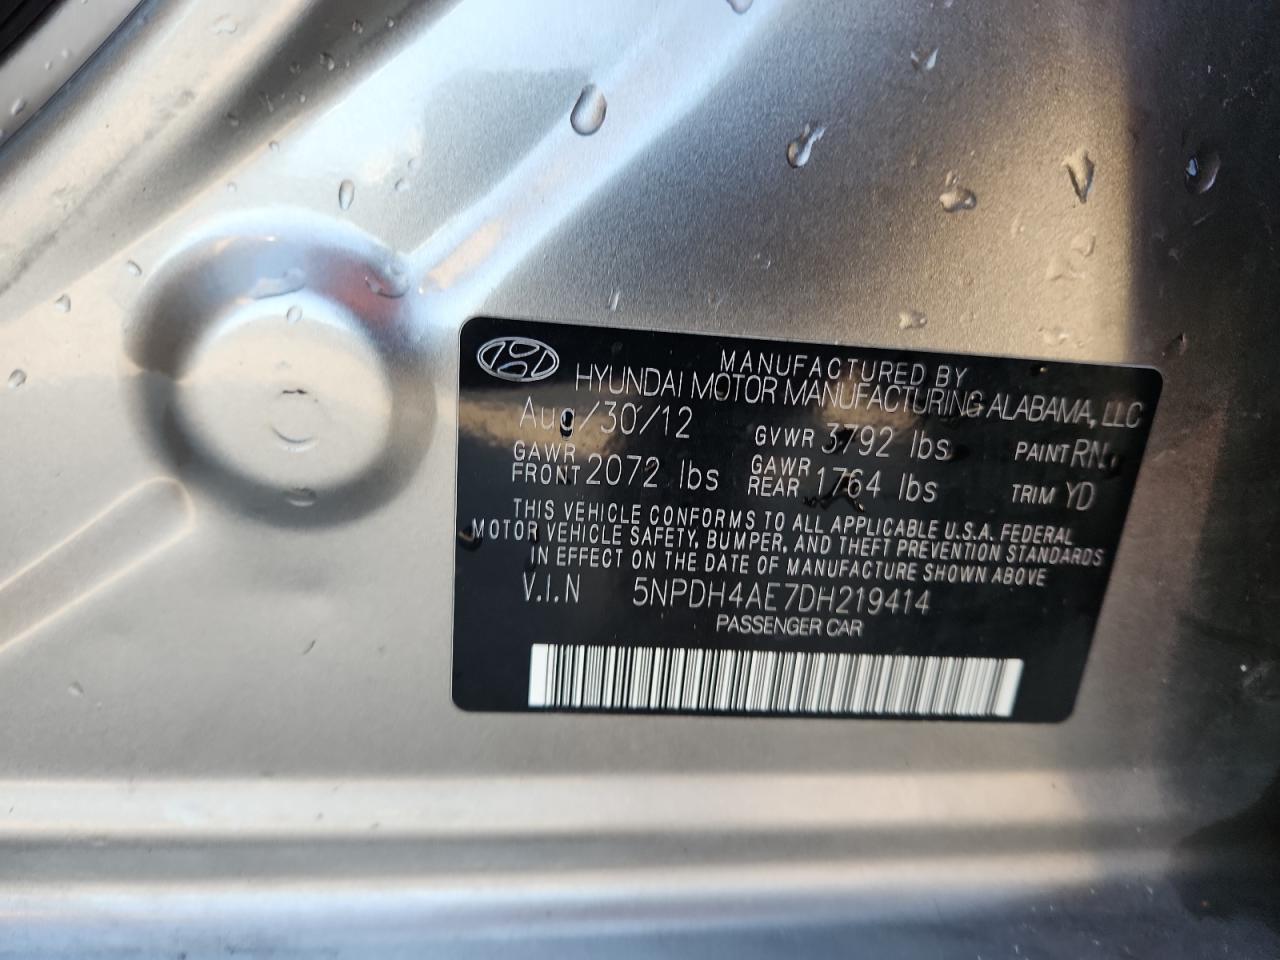 MANUFACTURED BY
HYUNDAI MOTOR MANUFACTURING ALABAMA, LLC
Aug/30/12 GVWR 3792 lbs PAINT RN
GAWR FRONT 2072 lbs GAWR REAR 1764 lbs TRIM YD
THIS VEHICLE CONFORMS TO ALL APPLICABLE U.S.A. FEDERAL
MOTOR VEHICLE SAFETY, BUMPER, AND THEFT PREVENTION STANDARDS
IN EFFECT ON THE DATE OF MANUFACTURE SHOWN ABOVE
V.I.N 5NPDH4AE7DH219414
PASSENGER CAR